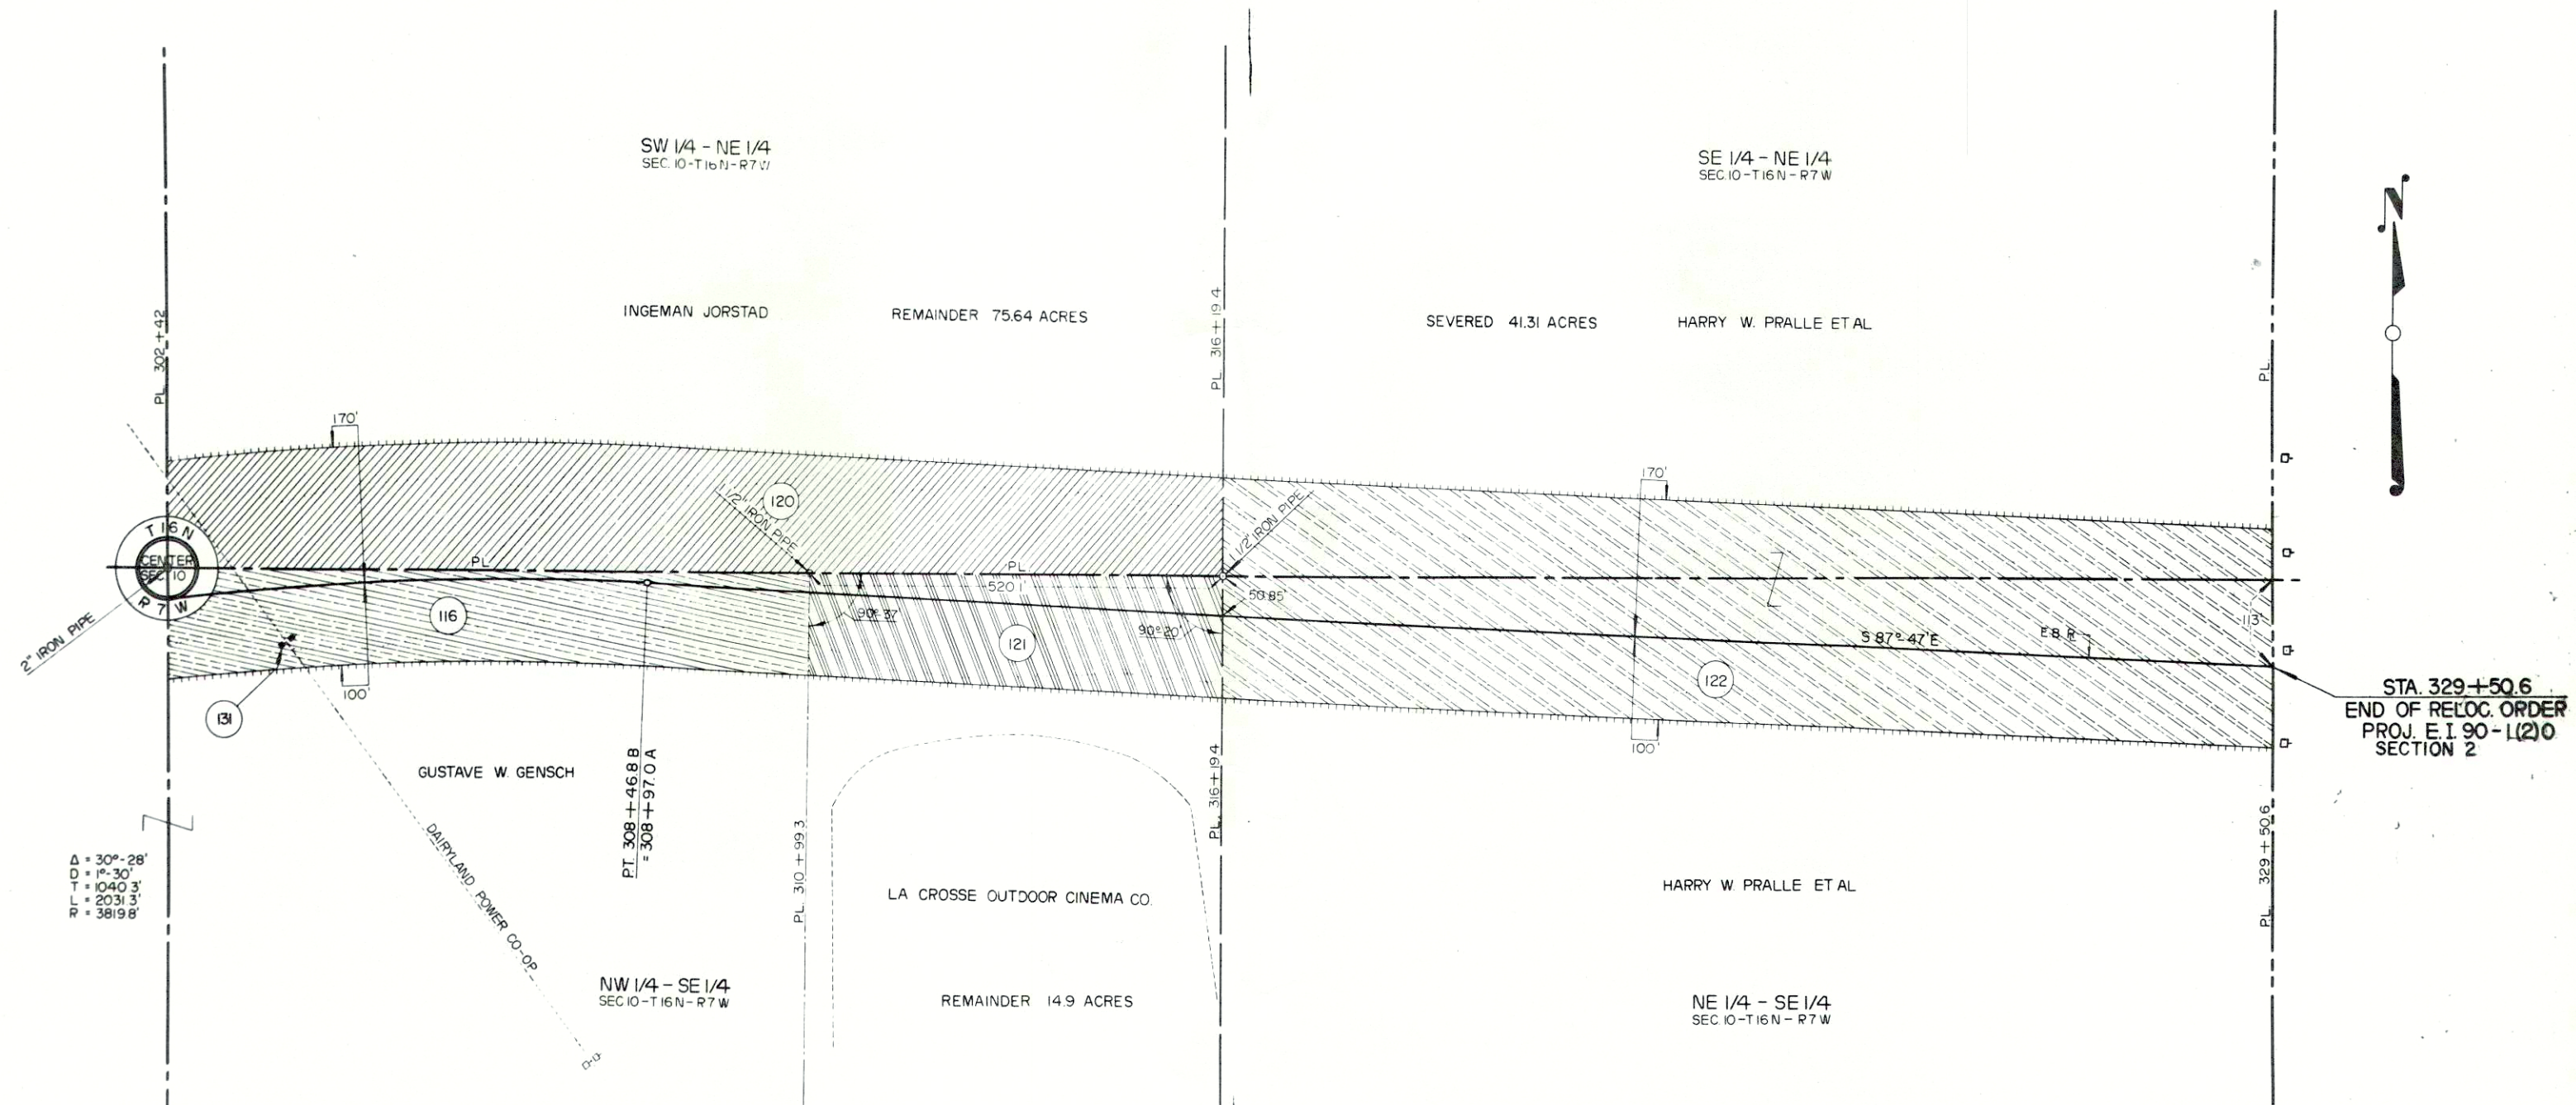 SW 1/4 - NE 1/4
SEC. 10-T16N-R7W
SE 1/4 - NE 1/4
SEC. 10-T16N-R7W
N
INGEMAN JORSTAD
REMAINDER 75.64 ACRES
SEVERED 41.31 ACRES
HARRY W. PRALLE ET AL
PL 302+42
PL 316+19.4
P.L.
170'
170'
120
1 1/2" IRON PIPE
1/2" IRON PIPE
T 16 N
CENTER
SEC. 10
R 7 W
2" IRON PIPE
PL
PL
520.1'
90°-37'
90°-20'
50.85'
116
121
122
131
S 87°-47' E
E.B. R
113'
100'
100'
STA. 329+50.6
END OF RELOC. ORDER
PROJ. E.I. 90-1(2)0
SECTION 2
GUSTAVE W. GENSCH
P.T. 308+46.8 B
= 308+97.0 A
PL. 310+99.3
PL. 316+19.4
P.L. 329+50.6
DAIRYLAND POWER CO-OP
Δ = 30°-28'
D = 1°-30'
T = 1040.3'
L = 2031.3'
R = 3819.8'
LA CROSSE OUTDOOR CINEMA CO.
HARRY W. PRALLE ET AL
NW 1/4 - SE 1/4
SEC 10-T16N-R7W
REMAINDER 14.9 ACRES
NE 1/4 - SE 1/4
SEC. 10-T16N-R7W